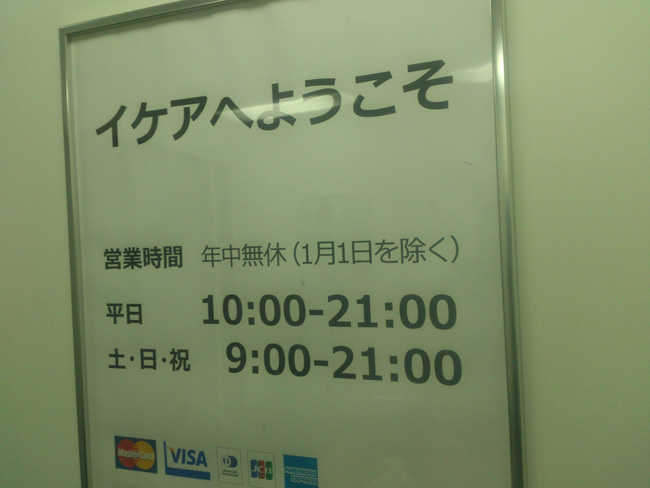 イケアへようこそ
営業時間 年中無休(1月1日を除く)
平日 10:00-21:00
土・日・祝 9:00-21:00
MasterCard VISA JCB AMERICAN EXPRESS